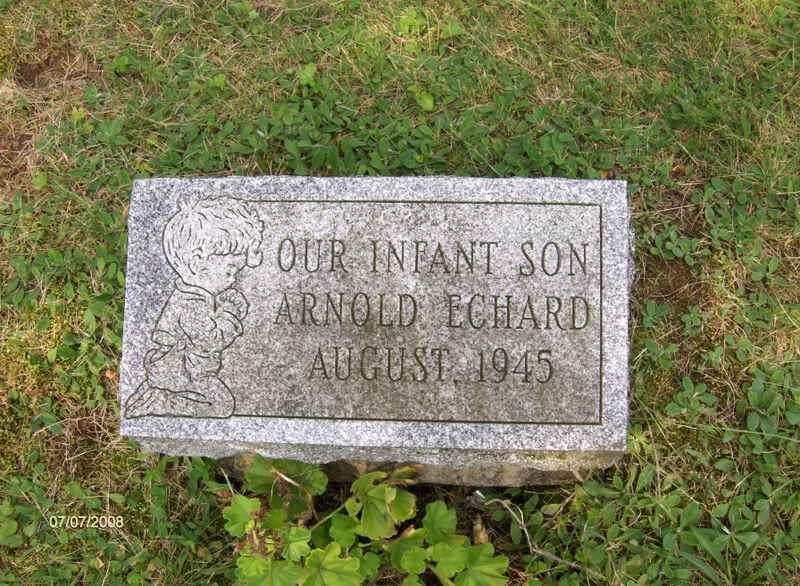 OUR INFANT SON
ARNOLD ECHARD
AUGUST, 1945
07/07/2008